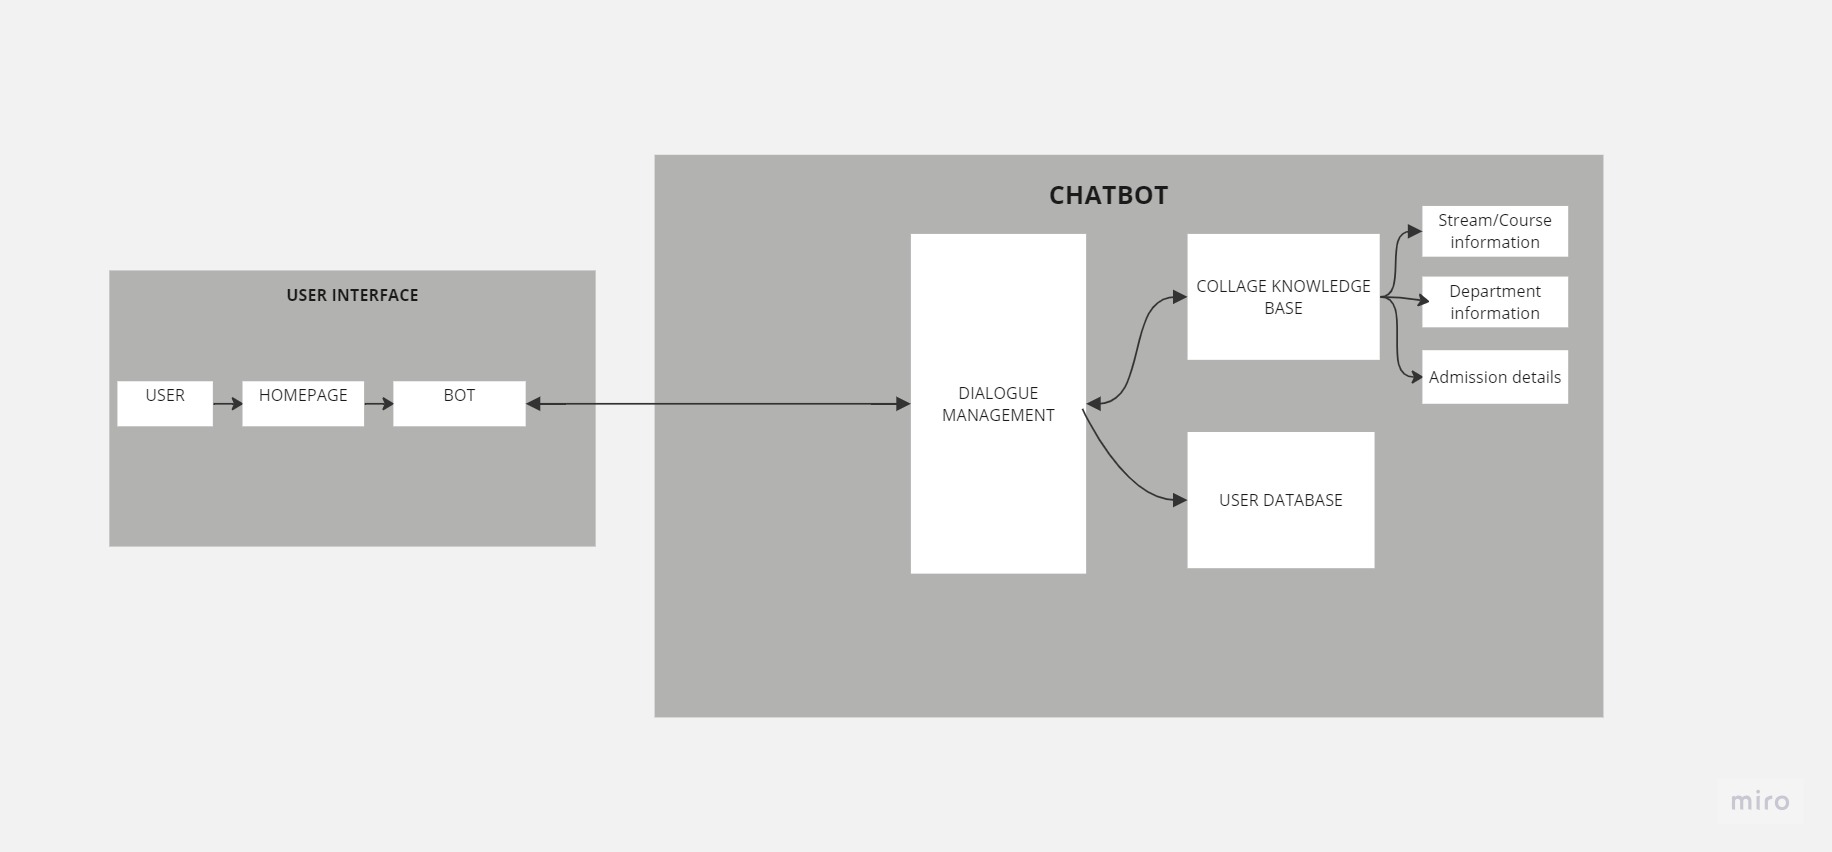 CHATBOT
Stream/Course
information
COLLAGE KNOWLEDGE
BASE
Department
information
Admission details
USER INTERFACE
USER
HOMEPAGE
BOT
DIALOGUE
MANAGEMENT
USER DATABASE
miro